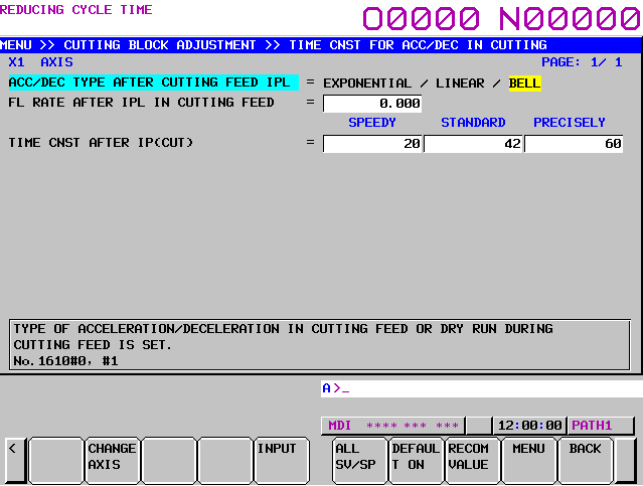 REDUCING CYCLE TIME
O0000 N00000
MENU >> CUTTING BLOCK ADJUSTMENT >> TIME CNST FOR ACC/DEC IN CUTTING
X1 AXIS PAGE: 1/ 1
ACC/DEC TYPE AFTER CUTTING FEED IPL = EXPONENTIAL / LINEAR / BELL
FL RATE AFTER IPL IN CUTTING FEED = 0.000
SPEEDY STANDARD PRECISELY
TIME CNST AFTER IP(CUT) = 20 42 60
TYPE OF ACCELERATION/DECELERATION IN CUTTING FEED OR DRY RUN DURING
CUTTING FEED IS SET.
No.1610#0, #1
A>_
MDI **** *** *** 12:00:00 PATH1
< CHANGE AXIS INPUT ALL SV/SP DEFAUL T ON RECOM VALUE MENU BACK